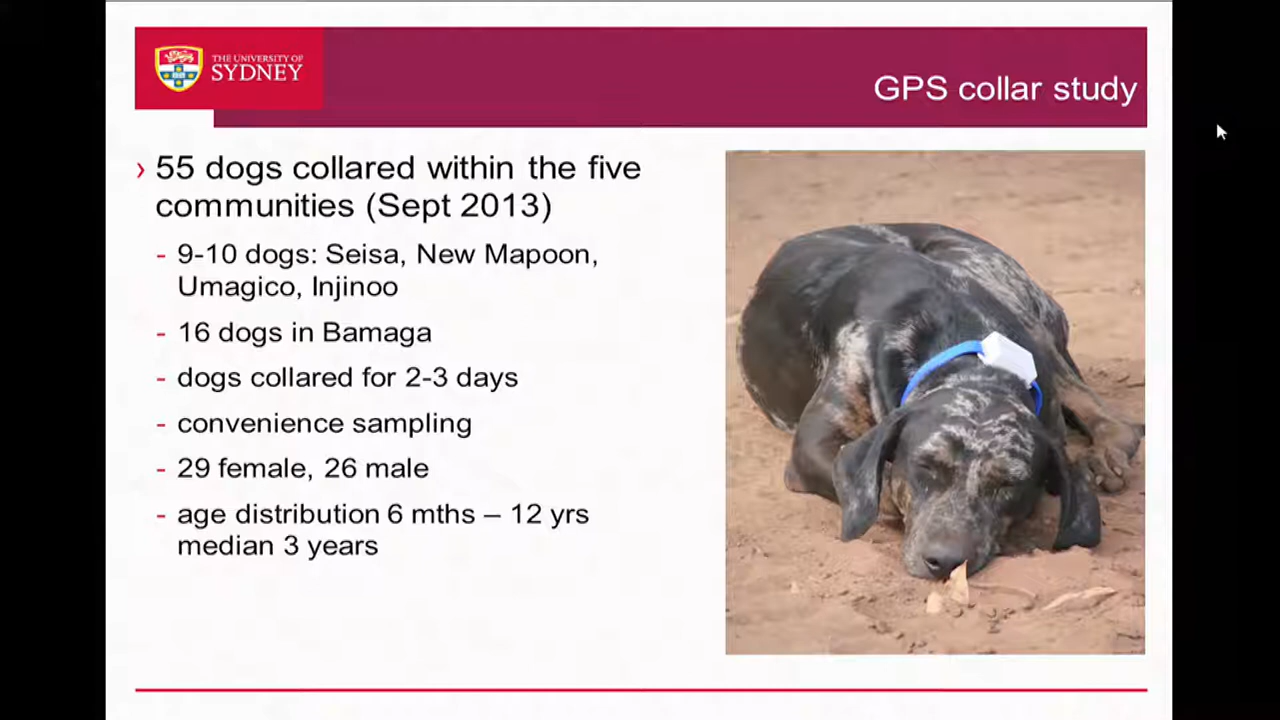 THE UNIVERSITY OF
SYDNEY
GPS collar study
› 55 dogs collared within the five
communities (Sept 2013)
- 9-10 dogs: Seisa, New Mapoon,
Umagico, Injinoo
- 16 dogs in Bamaga
- dogs collared for 2-3 days
- convenience sampling
- 29 female, 26 male
- age distribution 6 mths – 12 yrs
median 3 years